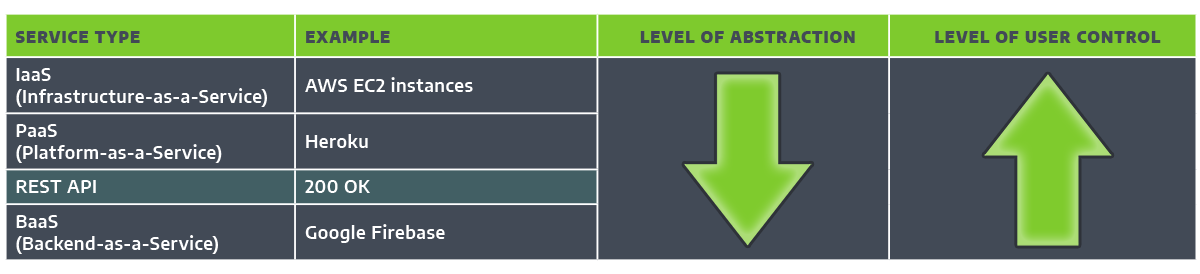 SERVICE TYPE
EXAMPLE
LEVEL OF ABSTRACTION
LEVEL OF USER CONTROL
IaaS
(Infrastructure-as-a-Service)
AWS EC2 instances
PaaS
(Platform-as-a-Service)
Heroku
REST API
200 OK
BaaS
(Backend-as-a-Service)
Google Firebase